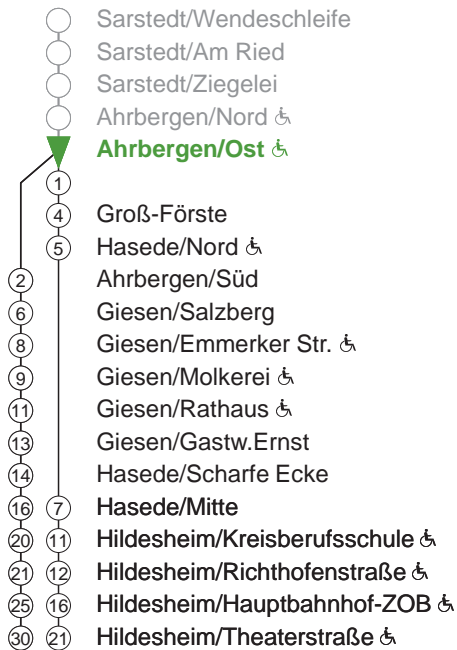 Sarstedt/Wendeschleife
Sarstedt/Am Ried
Sarstedt/Ziegelei
Ahrbergen/Nord
Ahrbergen/Ost
1
4 Groß-Förste
5 Hasede/Nord
2 Ahrbergen/Süd
6 Giesen/Salzberg
8 Giesen/Emmerker Str.
9 Giesen/Molkerei
11 Giesen/Rathaus
13 Giesen/Gastw.Ernst
14 Hasede/Scharfe Ecke
16 7 Hasede/Mitte
20 11 Hildesheim/Kreisberufsschule
21 12 Hildesheim/Richthofenstraße
25 16 Hildesheim/Hauptbahnhof-ZOB
30 21 Hildesheim/Theaterstraße